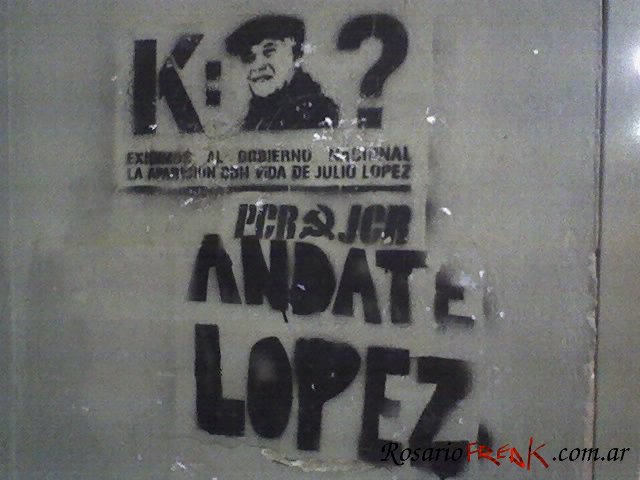 K: ?
EXIGIMOS AL GOBIERNO NACIONAL
LA APARICION CON VIDA DE JULIO LOPEZ
PCR JCR
ANDATE
LOPEZ
RosarioFREAK.com.ar